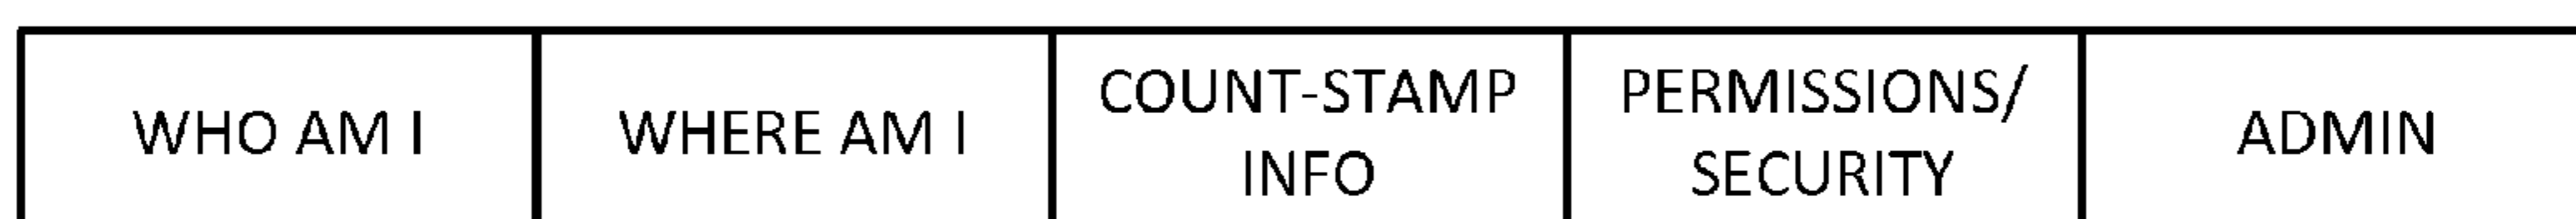 WHO AM I
WHERE AM I
COUNT-STAMP
INFO
PERMISSIONS/
SECURITY
ADMIN